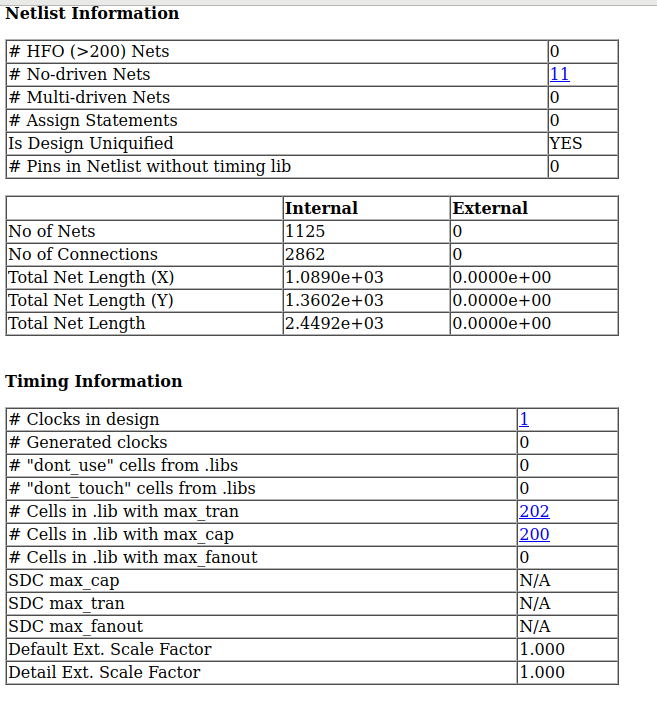 Netlist Information
# HFO (>200) Nets 0
# No-driven Nets 11
# Multi-driven Nets 0
# Assign Statements 0
Is Design Uniquified YES
# Pins in Netlist without timing lib 0
Internal External
No of Nets 1125 0
No of Connections 2862 0
Total Net Length (X) 1.0890e+03 0.0000e+00
Total Net Length (Y) 1.3602e+03 0.0000e+00
Total Net Length 2.4492e+03 0.0000e+00
Timing Information
# Clocks in design 1
# Generated clocks 0
# "dont_use" cells from .libs 0
# "dont_touch" cells from .libs 0
# Cells in .lib with max_tran 202
# Cells in .lib with max_cap 200
# Cells in .lib with max_fanout 0
SDC max_cap N/A
SDC max_tran N/A
SDC max_fanout N/A
Default Ext. Scale Factor 1.000
Detail Ext. Scale Factor 1.000